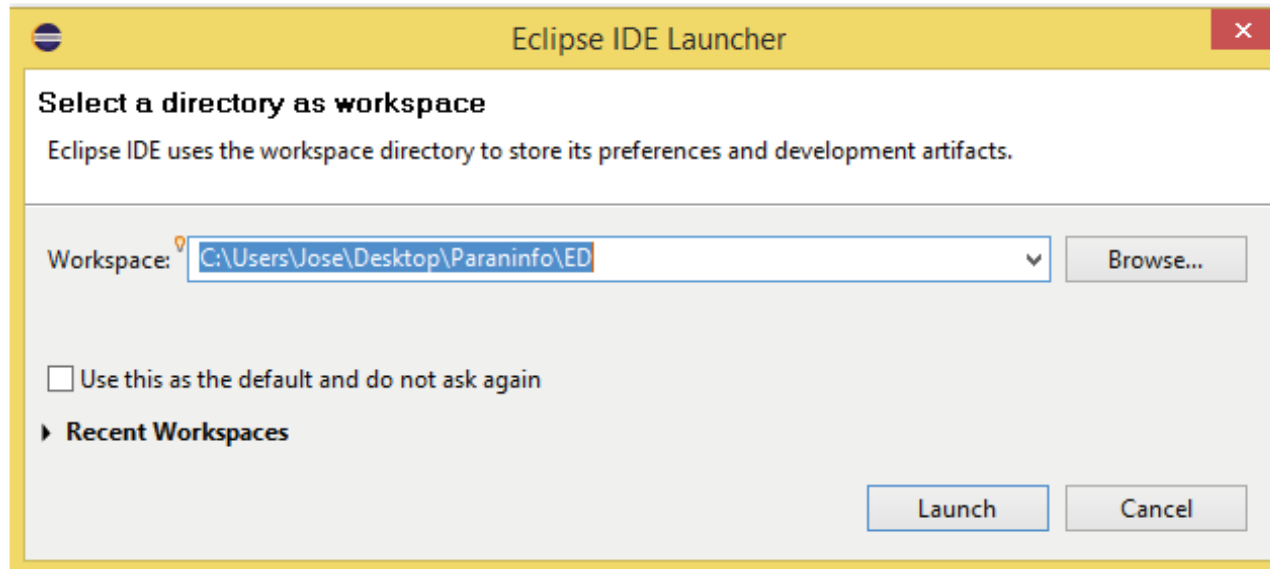 Eclipse IDE Launcher
Select a directory as workspace
Eclipse IDE uses the workspace directory to store its preferences and development artifacts.
Workspace: C:\Users\Jose\Desktop\Paraninfo\ED Browse...
Use this as the default and do not ask again
Recent Workspaces
Launch Cancel